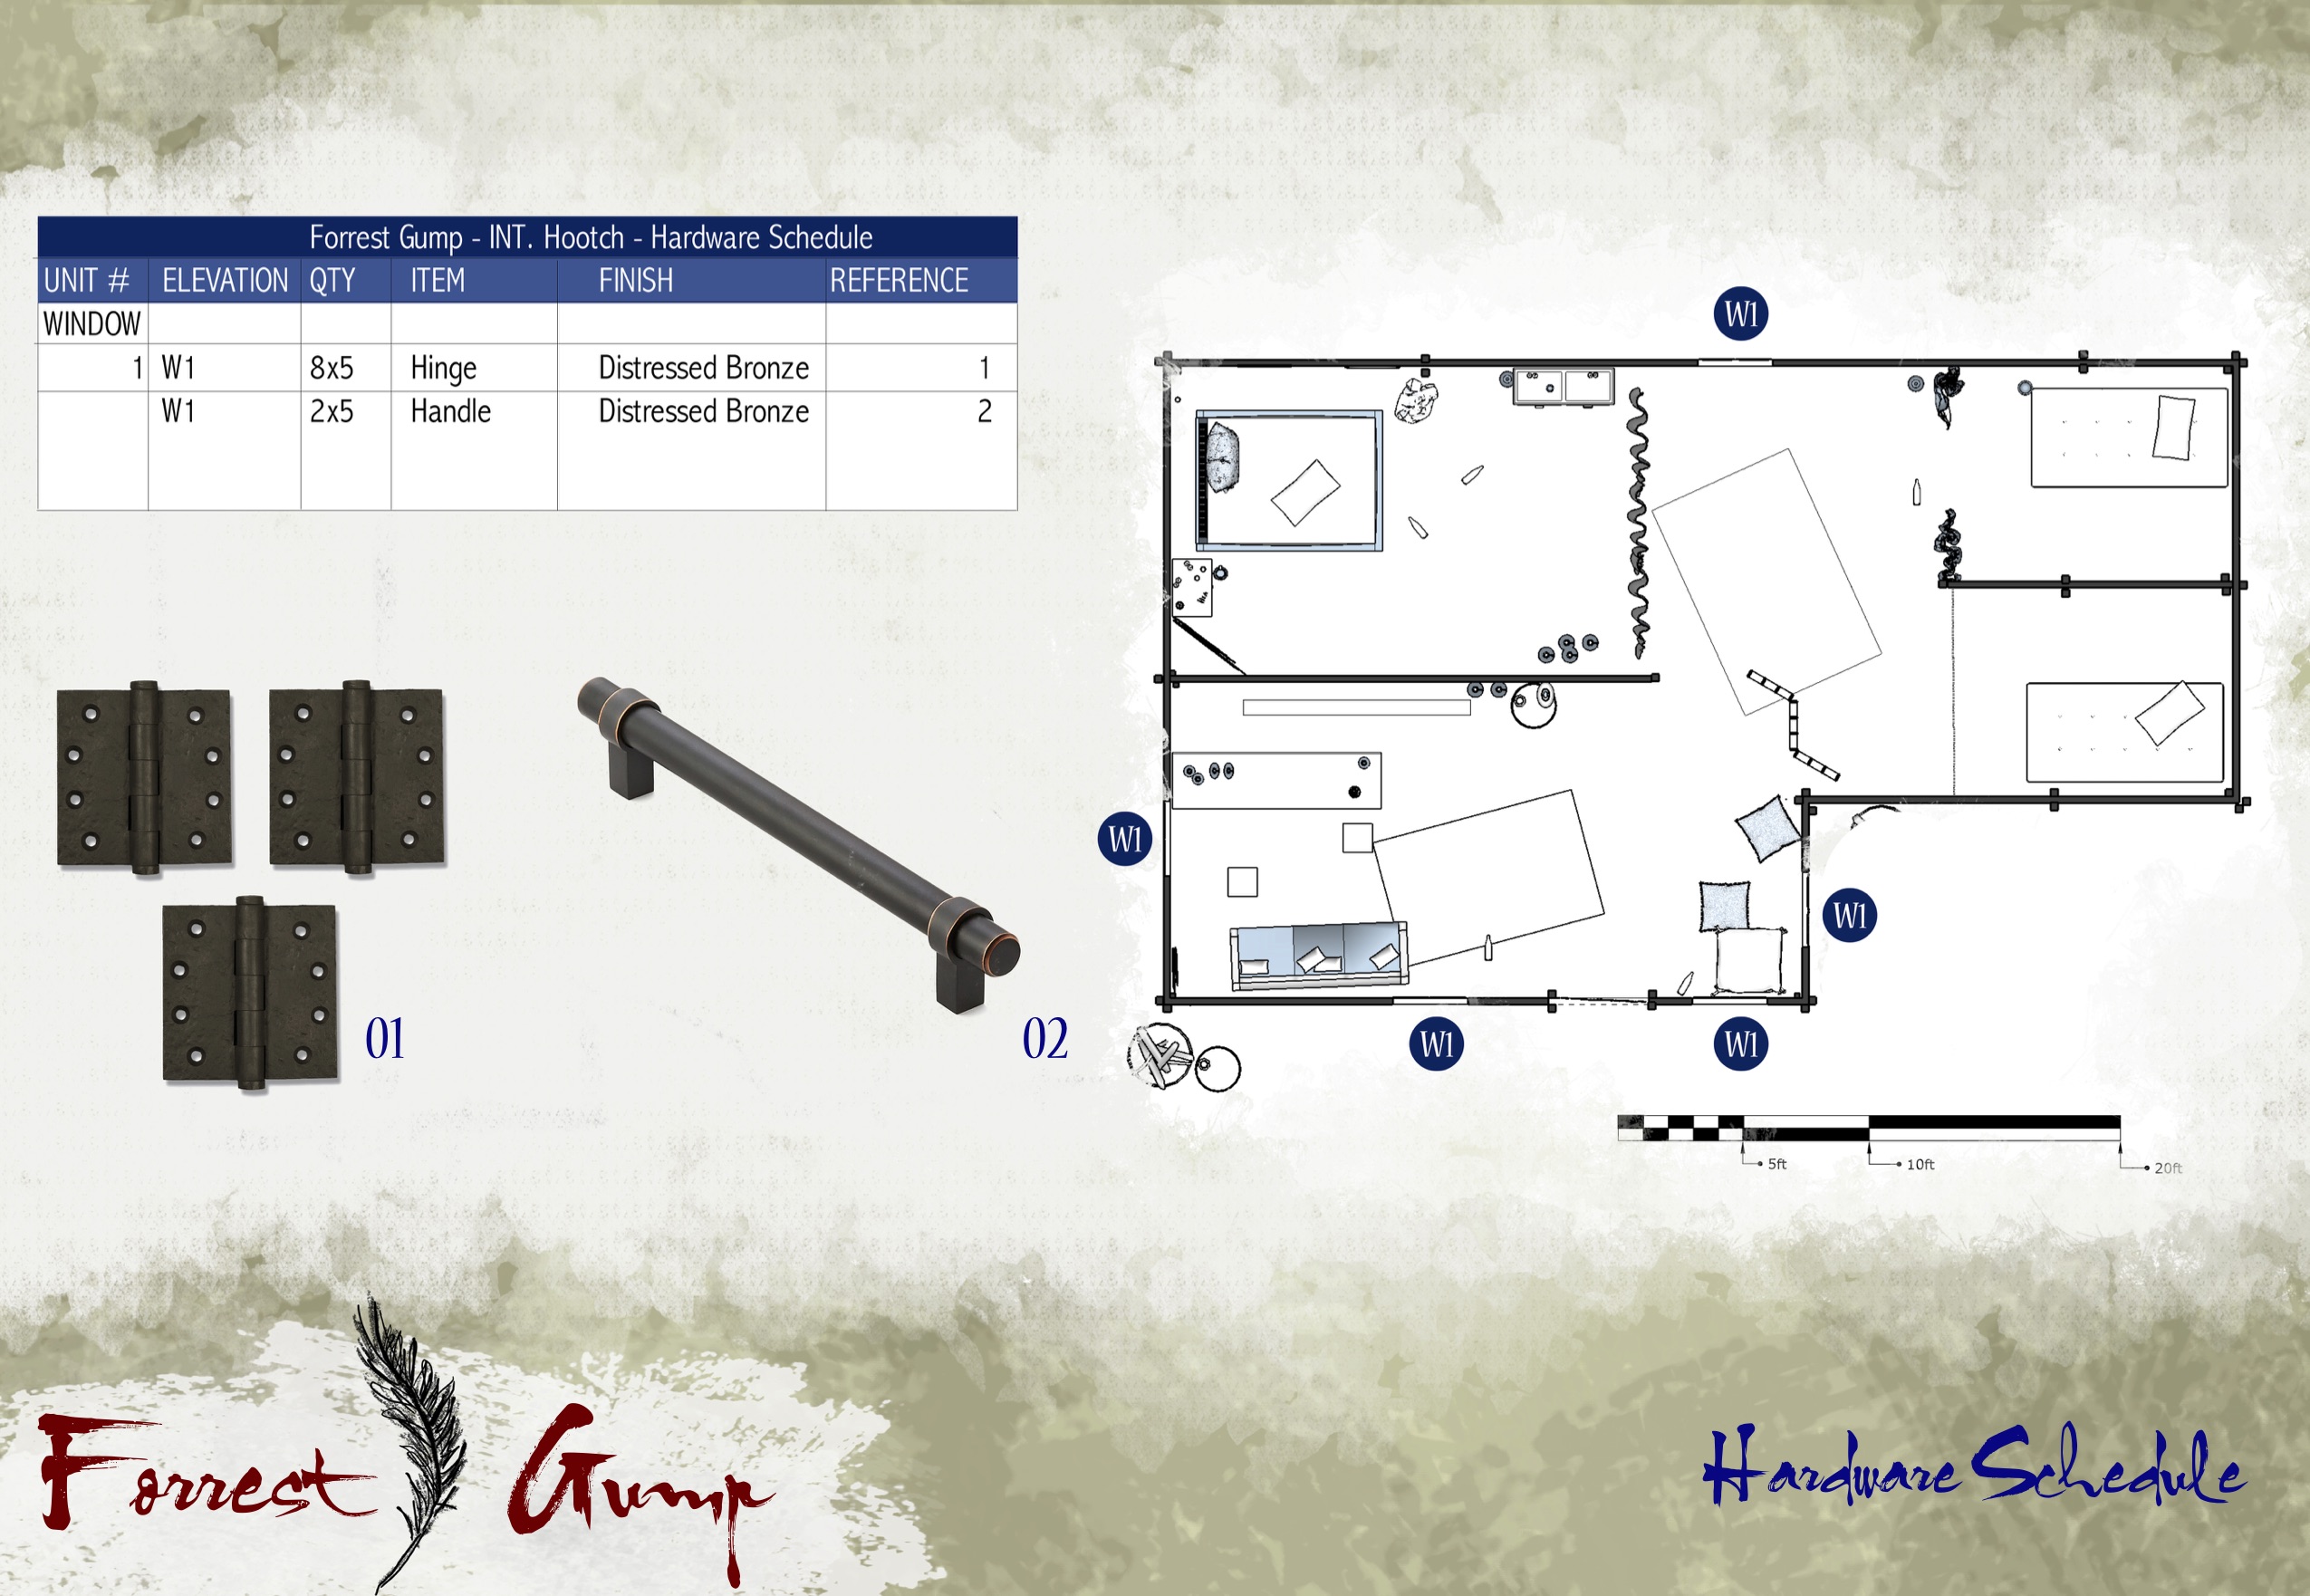 Forrest Gump - INT. Hootch - Hardware Schedule
UNIT # ELEVATION QTY ITEM FINISH REFERENCE
WINDOW
1 W1 8x5 Hinge Distressed Bronze 1
W1 2x5 Handle Distressed Bronze 2
01
02
W1
W1
W1
W1
W1
5ft
10ft
20ft
Forrest Gump
Hardware Schedule